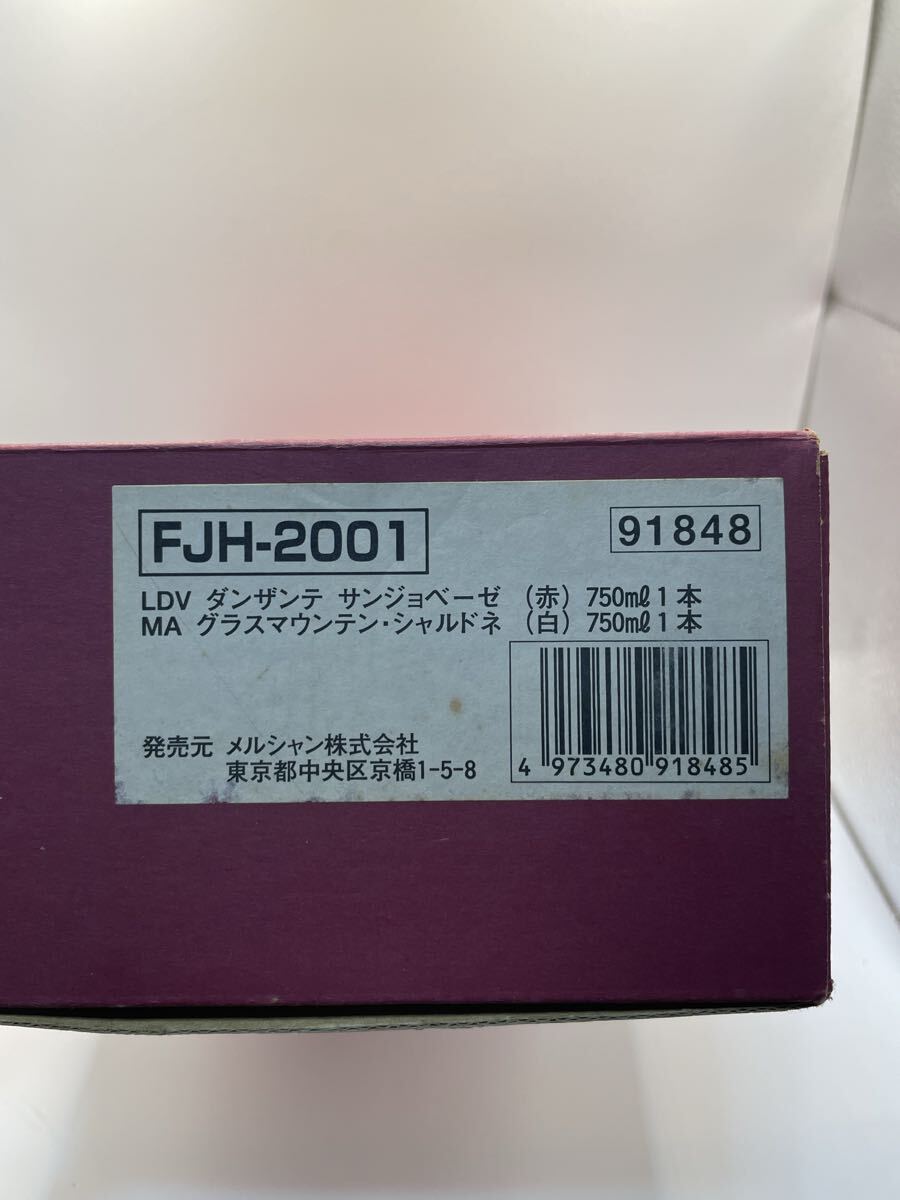 FJH-2001
91848
LDV ダンザンテ サンジョベーゼ (赤) 750mℓ 1本
MA グラスマウンテン・シャルドネ (白) 750mℓ 1本
発売元 メルシャン株式会社
東京都中央区京橋1-5-8
4 973480 918485